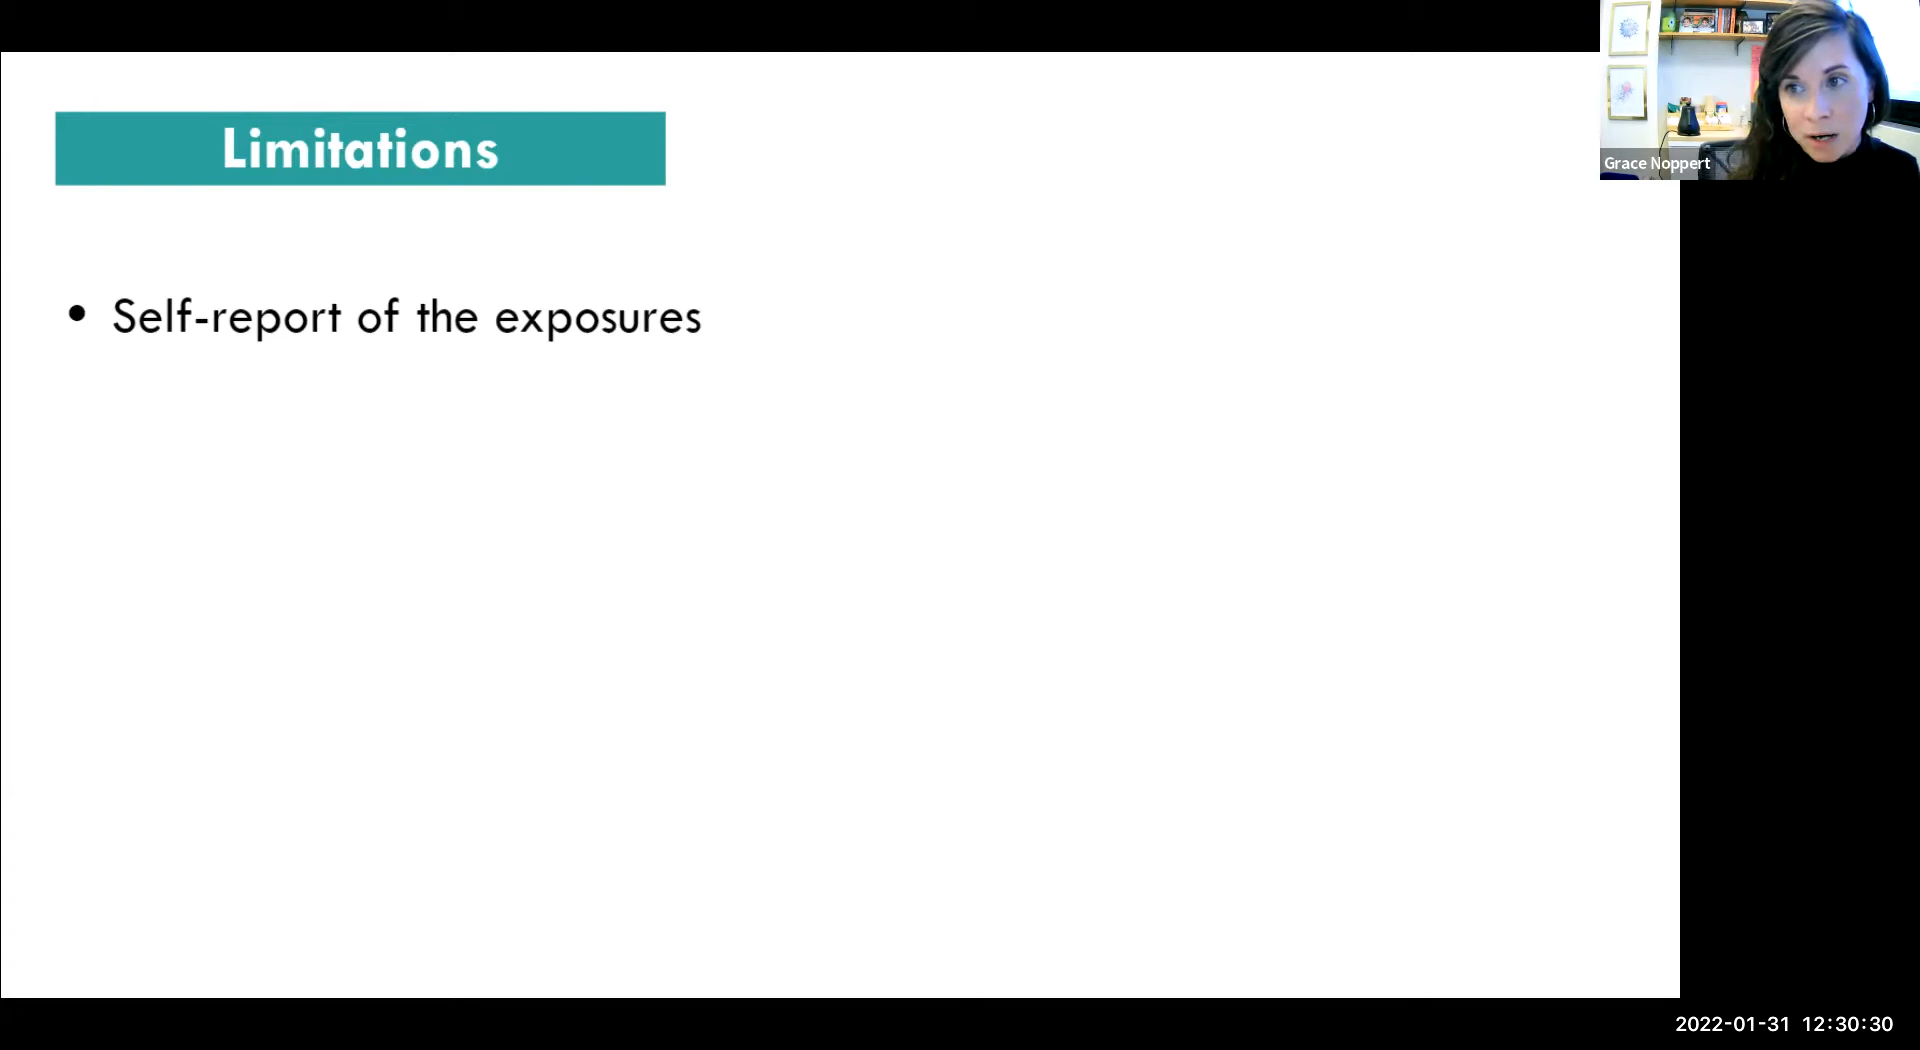 Limitations
• Self-report of the exposures
Grace Noppert
2022-01-31 12:30:30